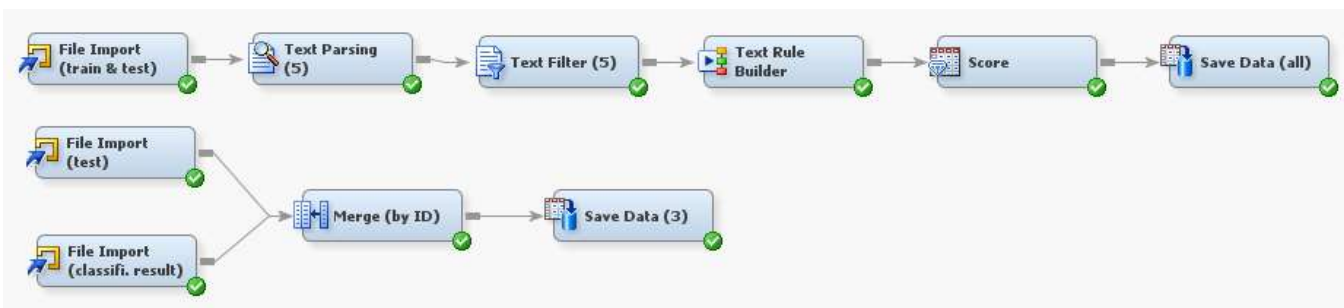 File Import
(train & test)
Text Parsing
(5)
Text Filter (5)
Text Rule
Builder
Score
Save Data (all)
File Import
(test)
Merge (by ID)
Save Data (3)
File Import
(classifi. result)